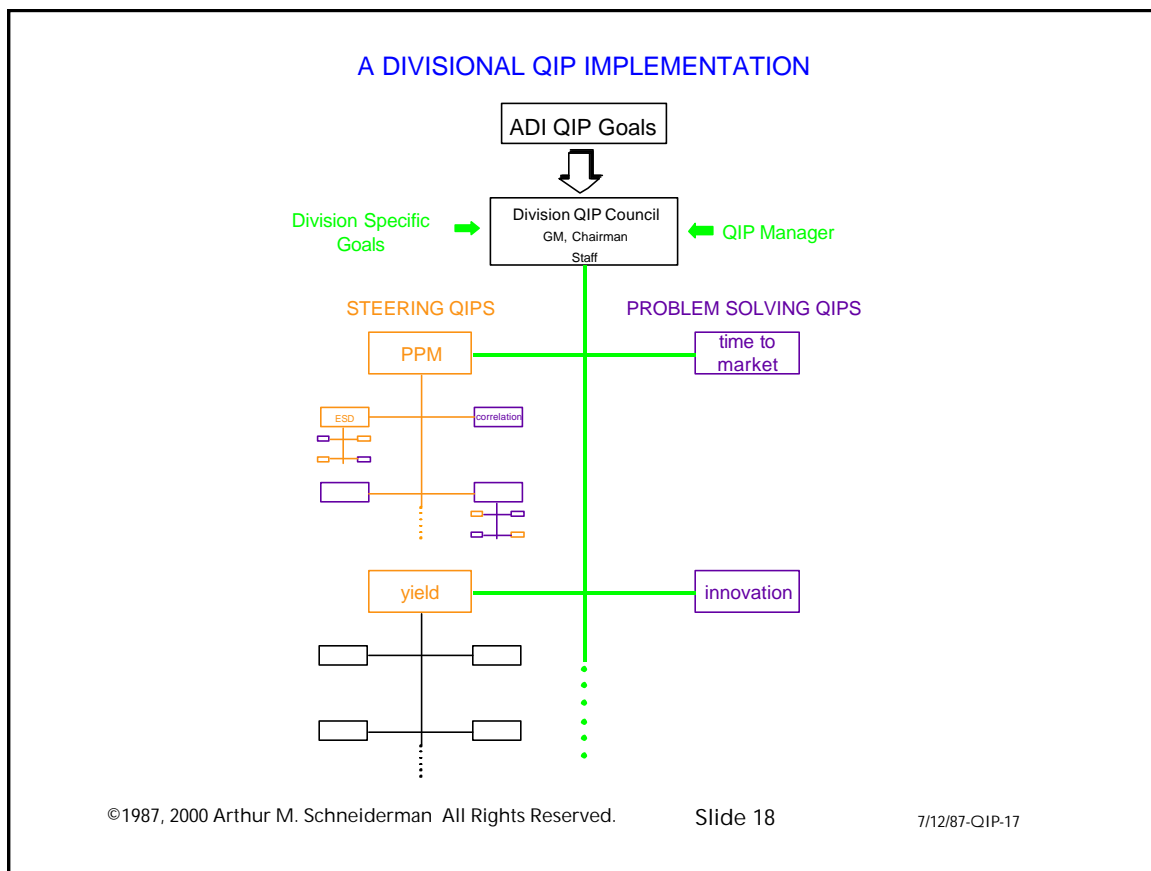 A DIVISIONAL QIP IMPLEMENTATION
ADI QIP Goals
Division QIP Council
GM, Chairman
Staff
Division Specific
Goals
QIP Manager
STEERING QIPS
PROBLEM SOLVING QIPS
PPM
time to
market
ESD
correlation
yield
innovation
©1987, 2000 Arthur M. Schneiderman All Rights Reserved.
Slide 18
7/12/87-QIP-17